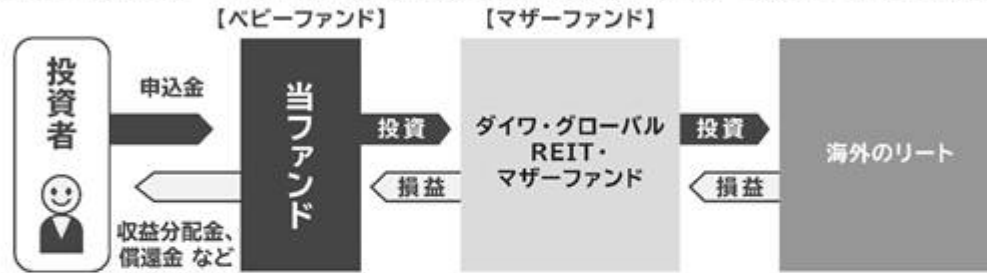 【ベビーファンド】
【マザーファンド】
投資者
申込金
収益分配金、
償還金 など
当ファンド
投資
損益
ダイワ・グローバル
REIT・
マザーファンド
投資
損益
海外のリート